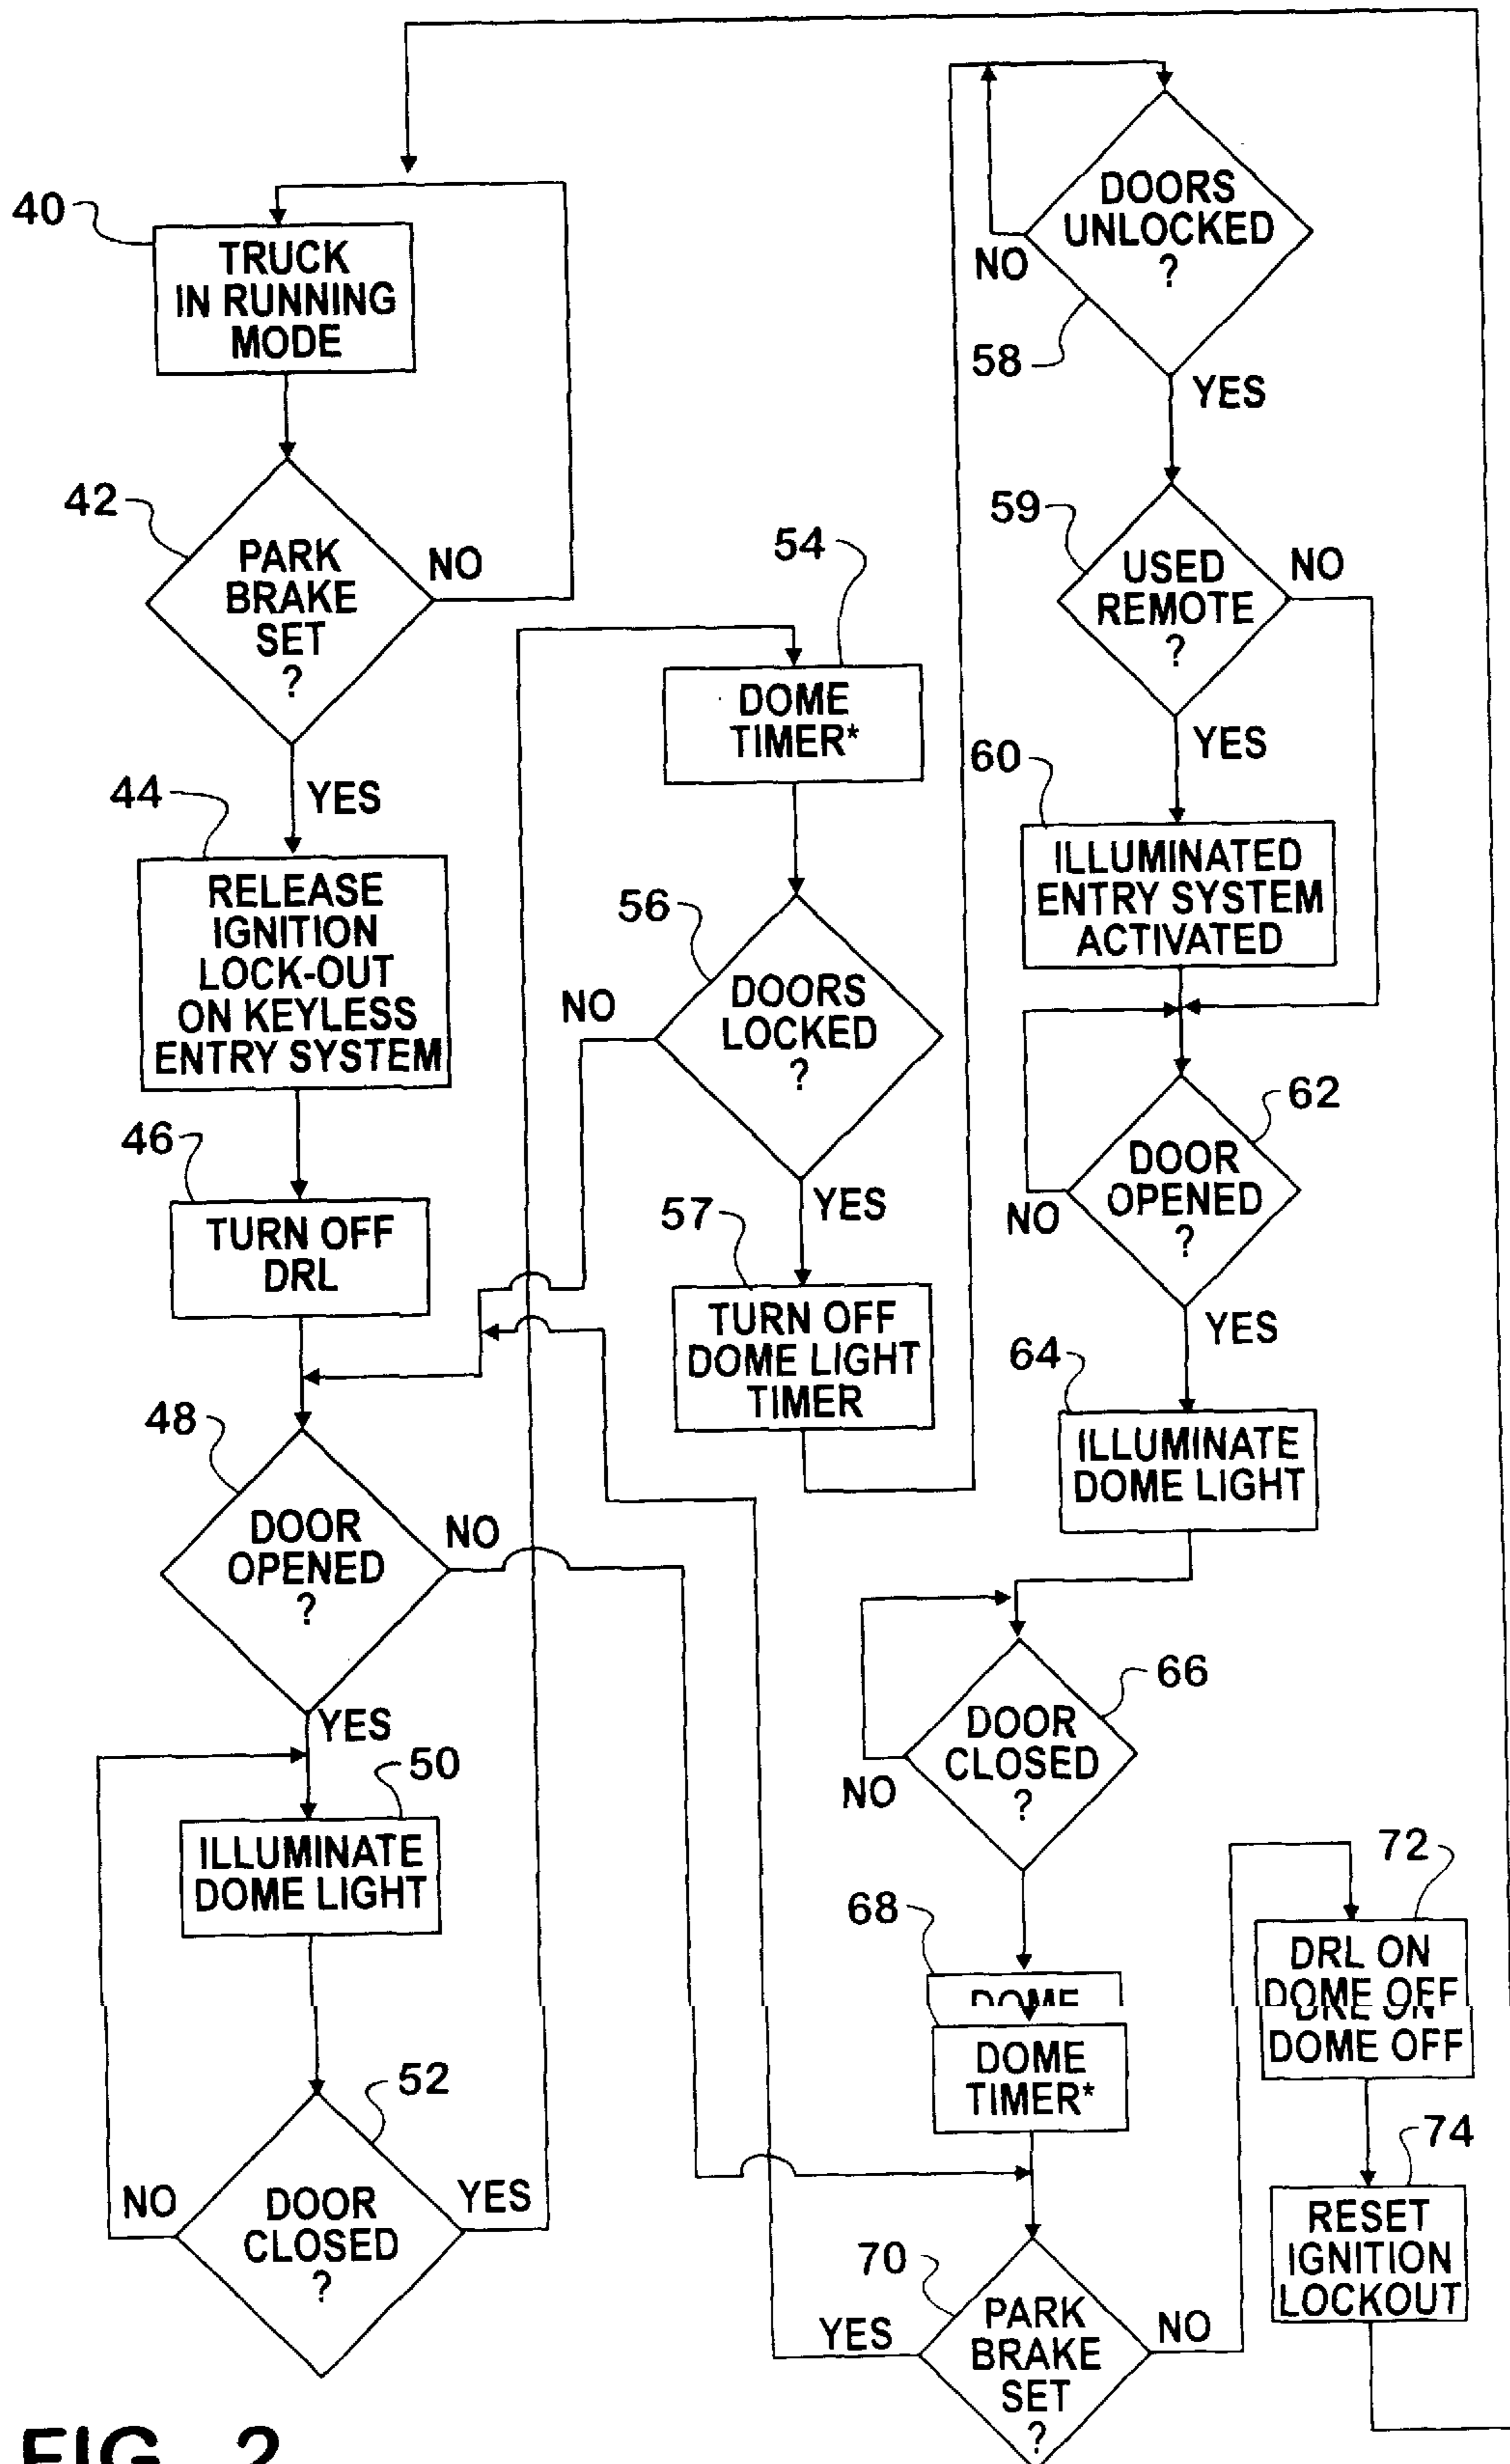 40
TRUCK
IN RUNNING
MODE
42
PARK
BRAKE
SET
?
NO
YES
44
RELEASE
IGNITION
LOCK-OUT
ON KEYLESS
ENTRY SYSTEM
46
TURN OFF
DRL
48
DOOR
OPENED
?
NO
YES
50
ILLUMINATE
DOME LIGHT
52
DOOR
CLOSED
?
NO
YES
54
DOME
TIMER*
56
DOORS
LOCKED
?
NO
YES
57
TURN OFF
DOME LIGHT
TIMER
58
DOORS
UNLOCKED
?
NO
YES
59
USED
REMOTE
?
NO
YES
60
ILLUMINATED
ENTRY SYSTEM
ACTIVATED
62
DOOR
OPENED
?
NO
YES
64
ILLUMINATE
DOME LIGHT
66
DOOR
CLOSED
?
NO
68
DOME
DOME
TIMER*
70
PARK
BRAKE
SET
?
YES
NO
72
DRL ON
DOME OFF
DRL ON
DOME OFF
74
RESET
IGNITION
LOCKOUT
FIG. 2